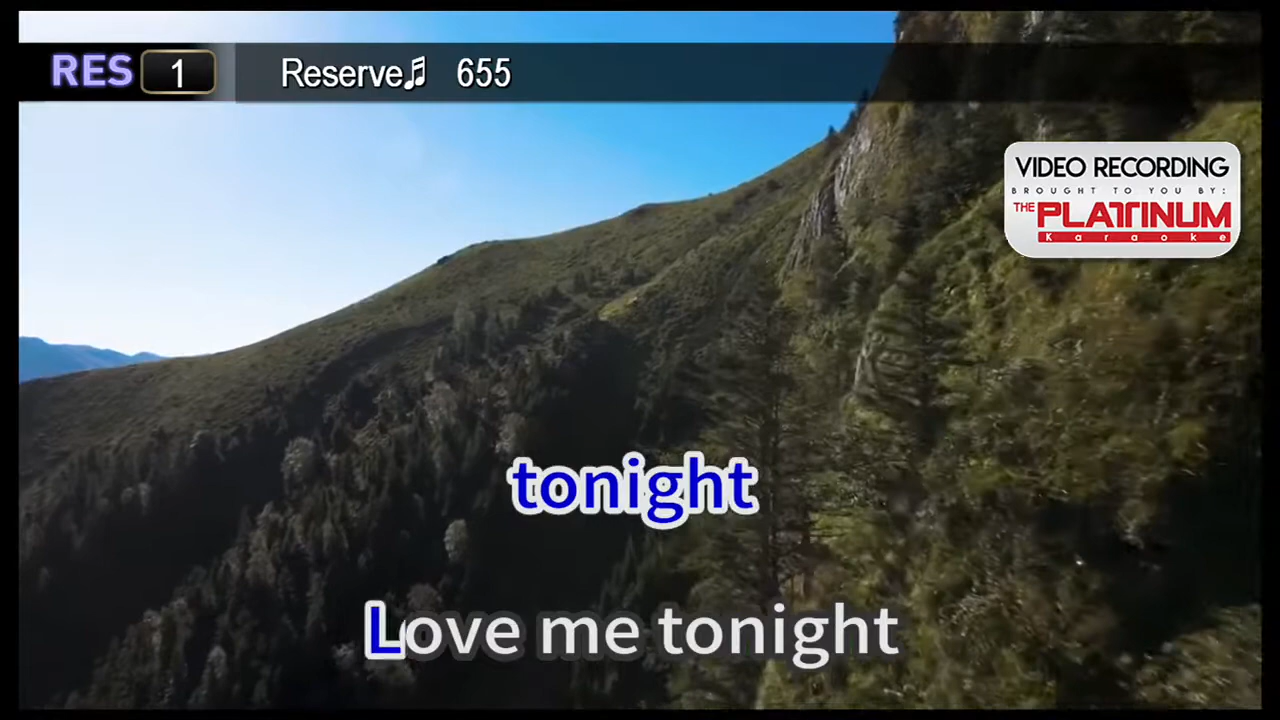 RES 1 Reserve♫ 655
VIDEO RECORDING
BROUGHT TO YOU BY:
THE PLATINUM
Karaoke
tonight
Love me tonight